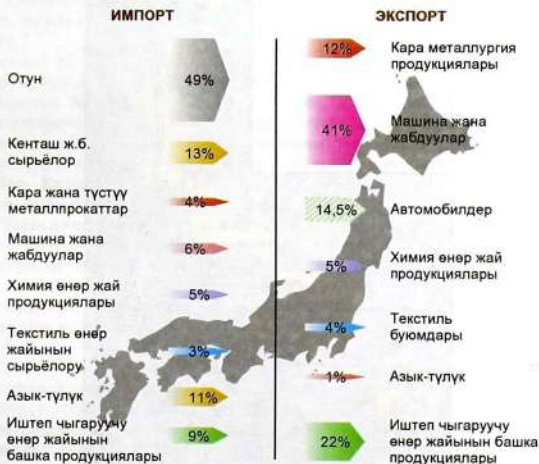 ИМПОРТ
Отун
49%
Кенташ ж.б.
сырьёлор
13%
Кара жана түстүү
металлпрокаттар
4%
Машина жана
жабдуулар
6%
Химия өнөр жай
продукциялары
5%
Текстиль өнөр
жайынын
сырьёлору
3%
Азык-түлүк
11%
Иштеп чыгаруучу
өнөр жайынын
башка продукциялары
9%
ЭКСПОРТ
12%
Кара металлургия
продукциялары
41%
Машина жана
жабдуулар
14,5%
Автомобилдер
5%
Химия өнөр жай
продукциялары
4%
Текстиль
буюмдары
1%
Азык-түлүк
22%
Иштеп чыгаруучу
өнөр жайынын башка
продукциялары